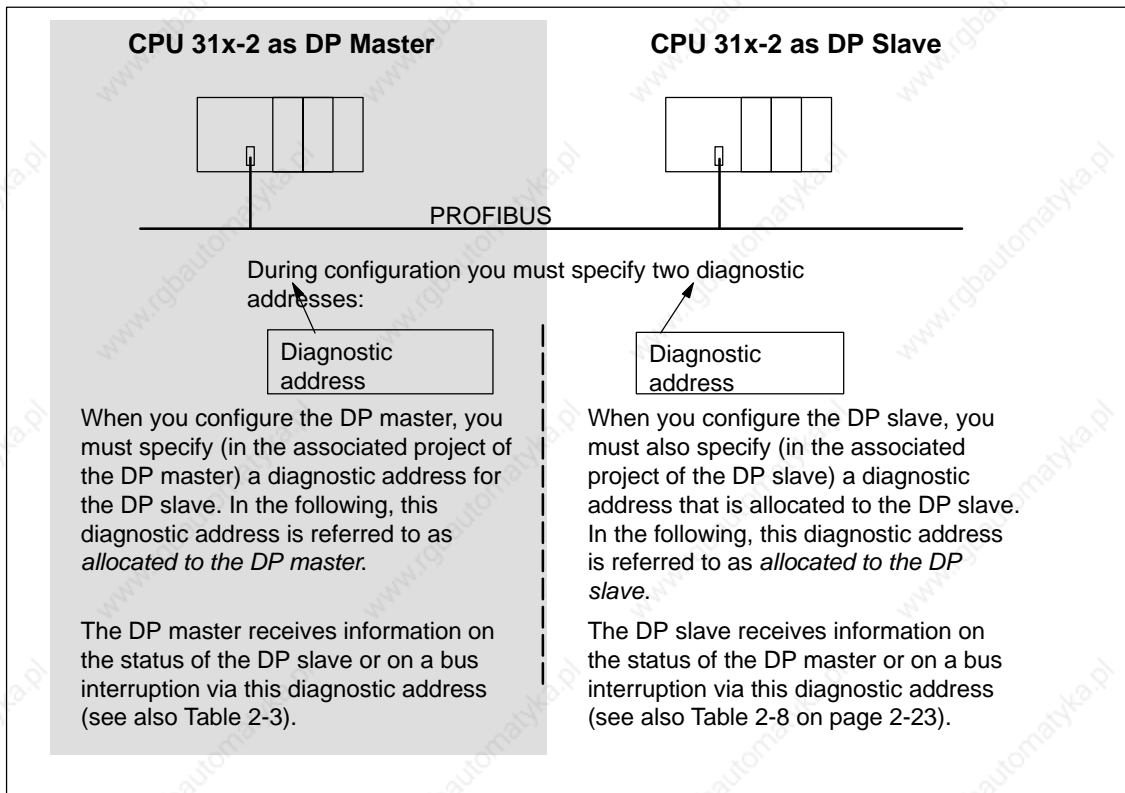 CPU 31x-2 as DP Master
CPU 31x-2 as DP Slave
PROFIBUS
During configuration you must specify two diagnostic
addresses:
Diagnostic
address
Diagnostic
address
When you configure the DP master, you
must specify (in the associated project of
the DP master) a diagnostic address for
the DP slave. In the following, this
diagnostic address is referred to as
allocated to the DP master.
The DP master receives information on
the status of the DP slave or on a bus
interruption via this diagnostic address
(see also Table 2-3).
When you configure the DP slave, you
must also specify (in the associated
project of the DP slave) a diagnostic
address that is allocated to the DP slave.
In the following, this diagnostic address
is referred to as allocated to the DP
slave.
The DP slave receives information on
the status of the DP master or on a bus
interruption via this diagnostic address
(see also Table 2-8 on page 2-23).
www.rgbautomatyka.pl